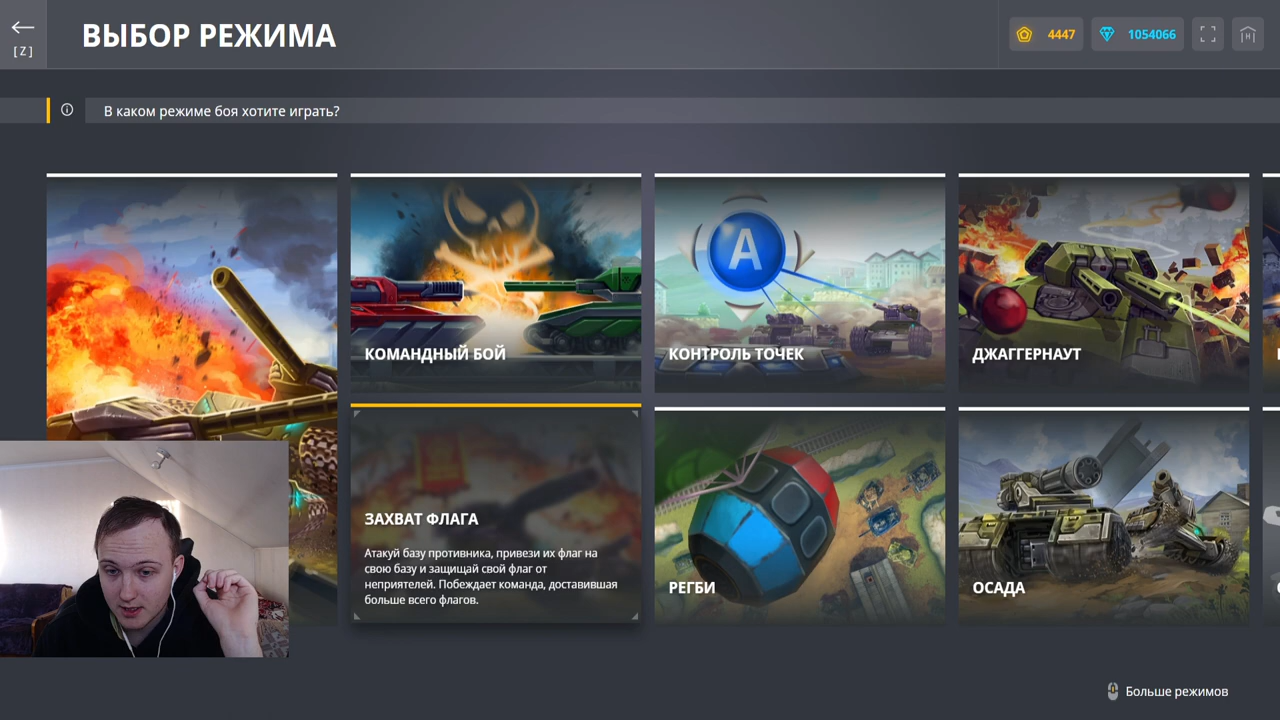 ВЫБОР РЕЖИМА
4447
1054066
[ Z ]
В каком режиме боя хотите играть?
A
КОМАНДНЫЙ БОЙ
КОНТРОЛЬ ТОЧЕК
ДЖАГГЕРНАУТ
ЗАХВАТ ФЛАГА
Атакуй базу противника, привези их флаг на
свою базу и защищай свой флаг от
неприятелей. Побеждает команда, доставившая
больше всего флагов.
РЕГБИ
ОСАДА
Больше режимов